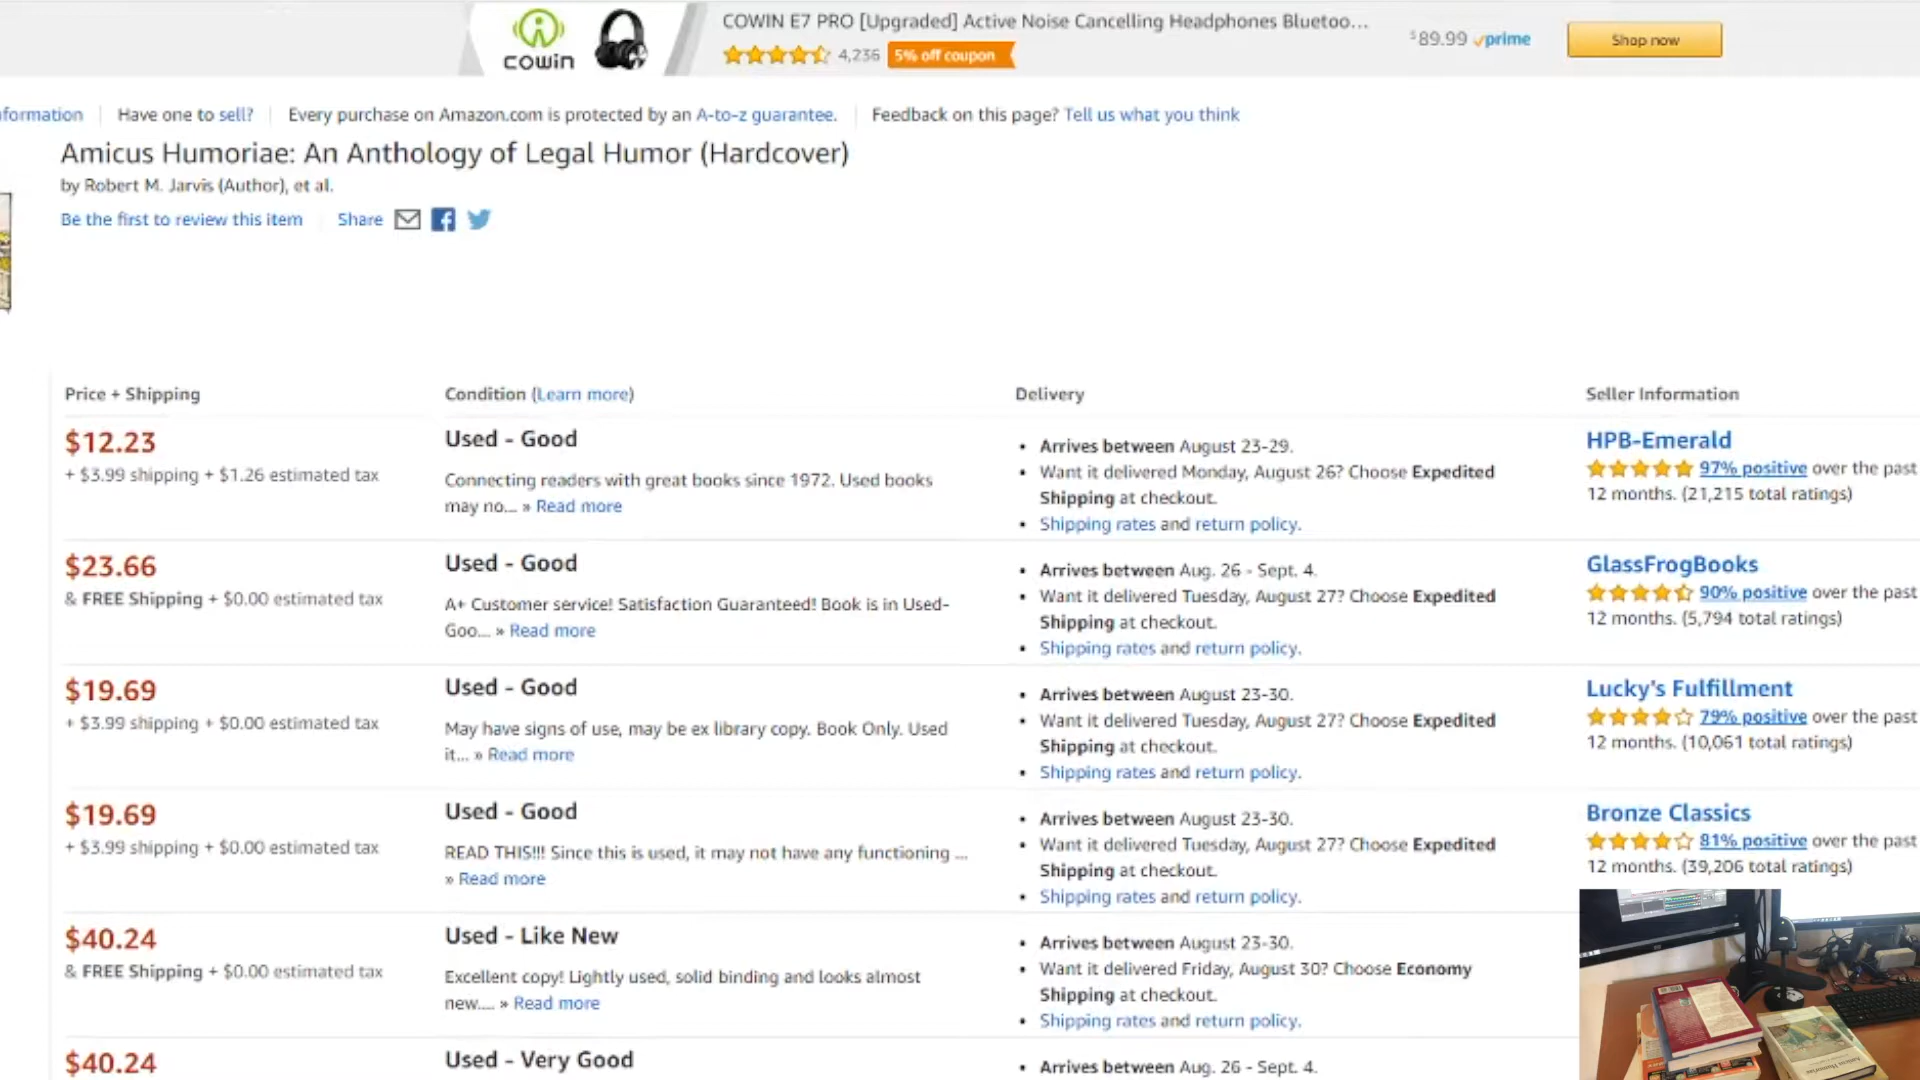 COWIN E7 PRO [Upgraded] Active Noise Cancelling Headphones Bluetoo...
cowin
4,236 5% off coupon
$89.99 prime
Shop now
nformation Have one to sell? Every purchase on Amazon.com is protected by an A-to-z guarantee. Feedback on this page? Tell us what you think
Amicus Humoriae: An Anthology of Legal Humor (Hardcover)
by Robert M. Jarvis (Author), et al.
Be the first to review this item Share
Price + Shipping Condition (Learn more) Delivery Seller Information
$12.23
+ $3.99 shipping + $1.26 estimated tax
Used - Good
Connecting readers with great books since 1972. Used books
may no... » Read more
• Arrives between August 23-29.
• Want it delivered Monday, August 26? Choose Expedited
Shipping at checkout.
• Shipping rates and return policy.
HPB-Emerald
97% positive over the past
12 months. (21,215 total ratings)
$23.66
& FREE Shipping + $0.00 estimated tax
Used - Good
A+ Customer service! Satisfaction Guaranteed! Book is in Used-
Goo... » Read more
• Arrives between Aug. 26 - Sept. 4.
• Want it delivered Tuesday, August 27? Choose Expedited
Shipping at checkout.
• Shipping rates and return policy.
GlassFrogBooks
90% positive over the past
12 months. (5,794 total ratings)
$19.69
+ $3.99 shipping + $0.00 estimated tax
Used - Good
May have signs of use, may be ex library copy. Book Only. Used
it... » Read more
• Arrives between August 23-30.
• Want it delivered Tuesday, August 27? Choose Expedited
Shipping at checkout.
• Shipping rates and return policy.
Lucky's Fulfillment
79% positive over the past
12 months. (10,061 total ratings)
$19.69
+ $3.99 shipping + $0.00 estimated tax
Used - Good
READ THIS!!! Since this is used, it may not have any functioning ...
» Read more
• Arrives between August 23-30.
• Want it delivered Tuesday, August 27? Choose Expedited
Shipping at checkout.
• Shipping rates and return policy.
Bronze Classics
81% positive over the past
12 months. (39,206 total ratings)
$40.24
& FREE Shipping + $0.00 estimated tax
Used - Like New
Excellent copy! Lightly used, solid binding and looks almost
new.... » Read more
• Arrives between August 23-30.
• Want it delivered Friday, August 30? Choose Economy
Shipping at checkout.
• Shipping rates and return policy.
$40.24
Used - Very Good
• Arrives between Aug. 26 - Sept. 4.